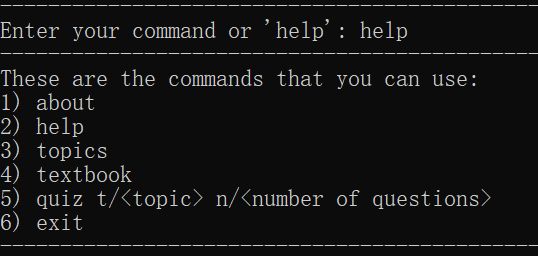 Enter your command or 'help': help
These are the commands that you can use:
1) about
2) help
3) topics
4) textbook
5) quiz t/<topic> n/<number of questions>
6) exit